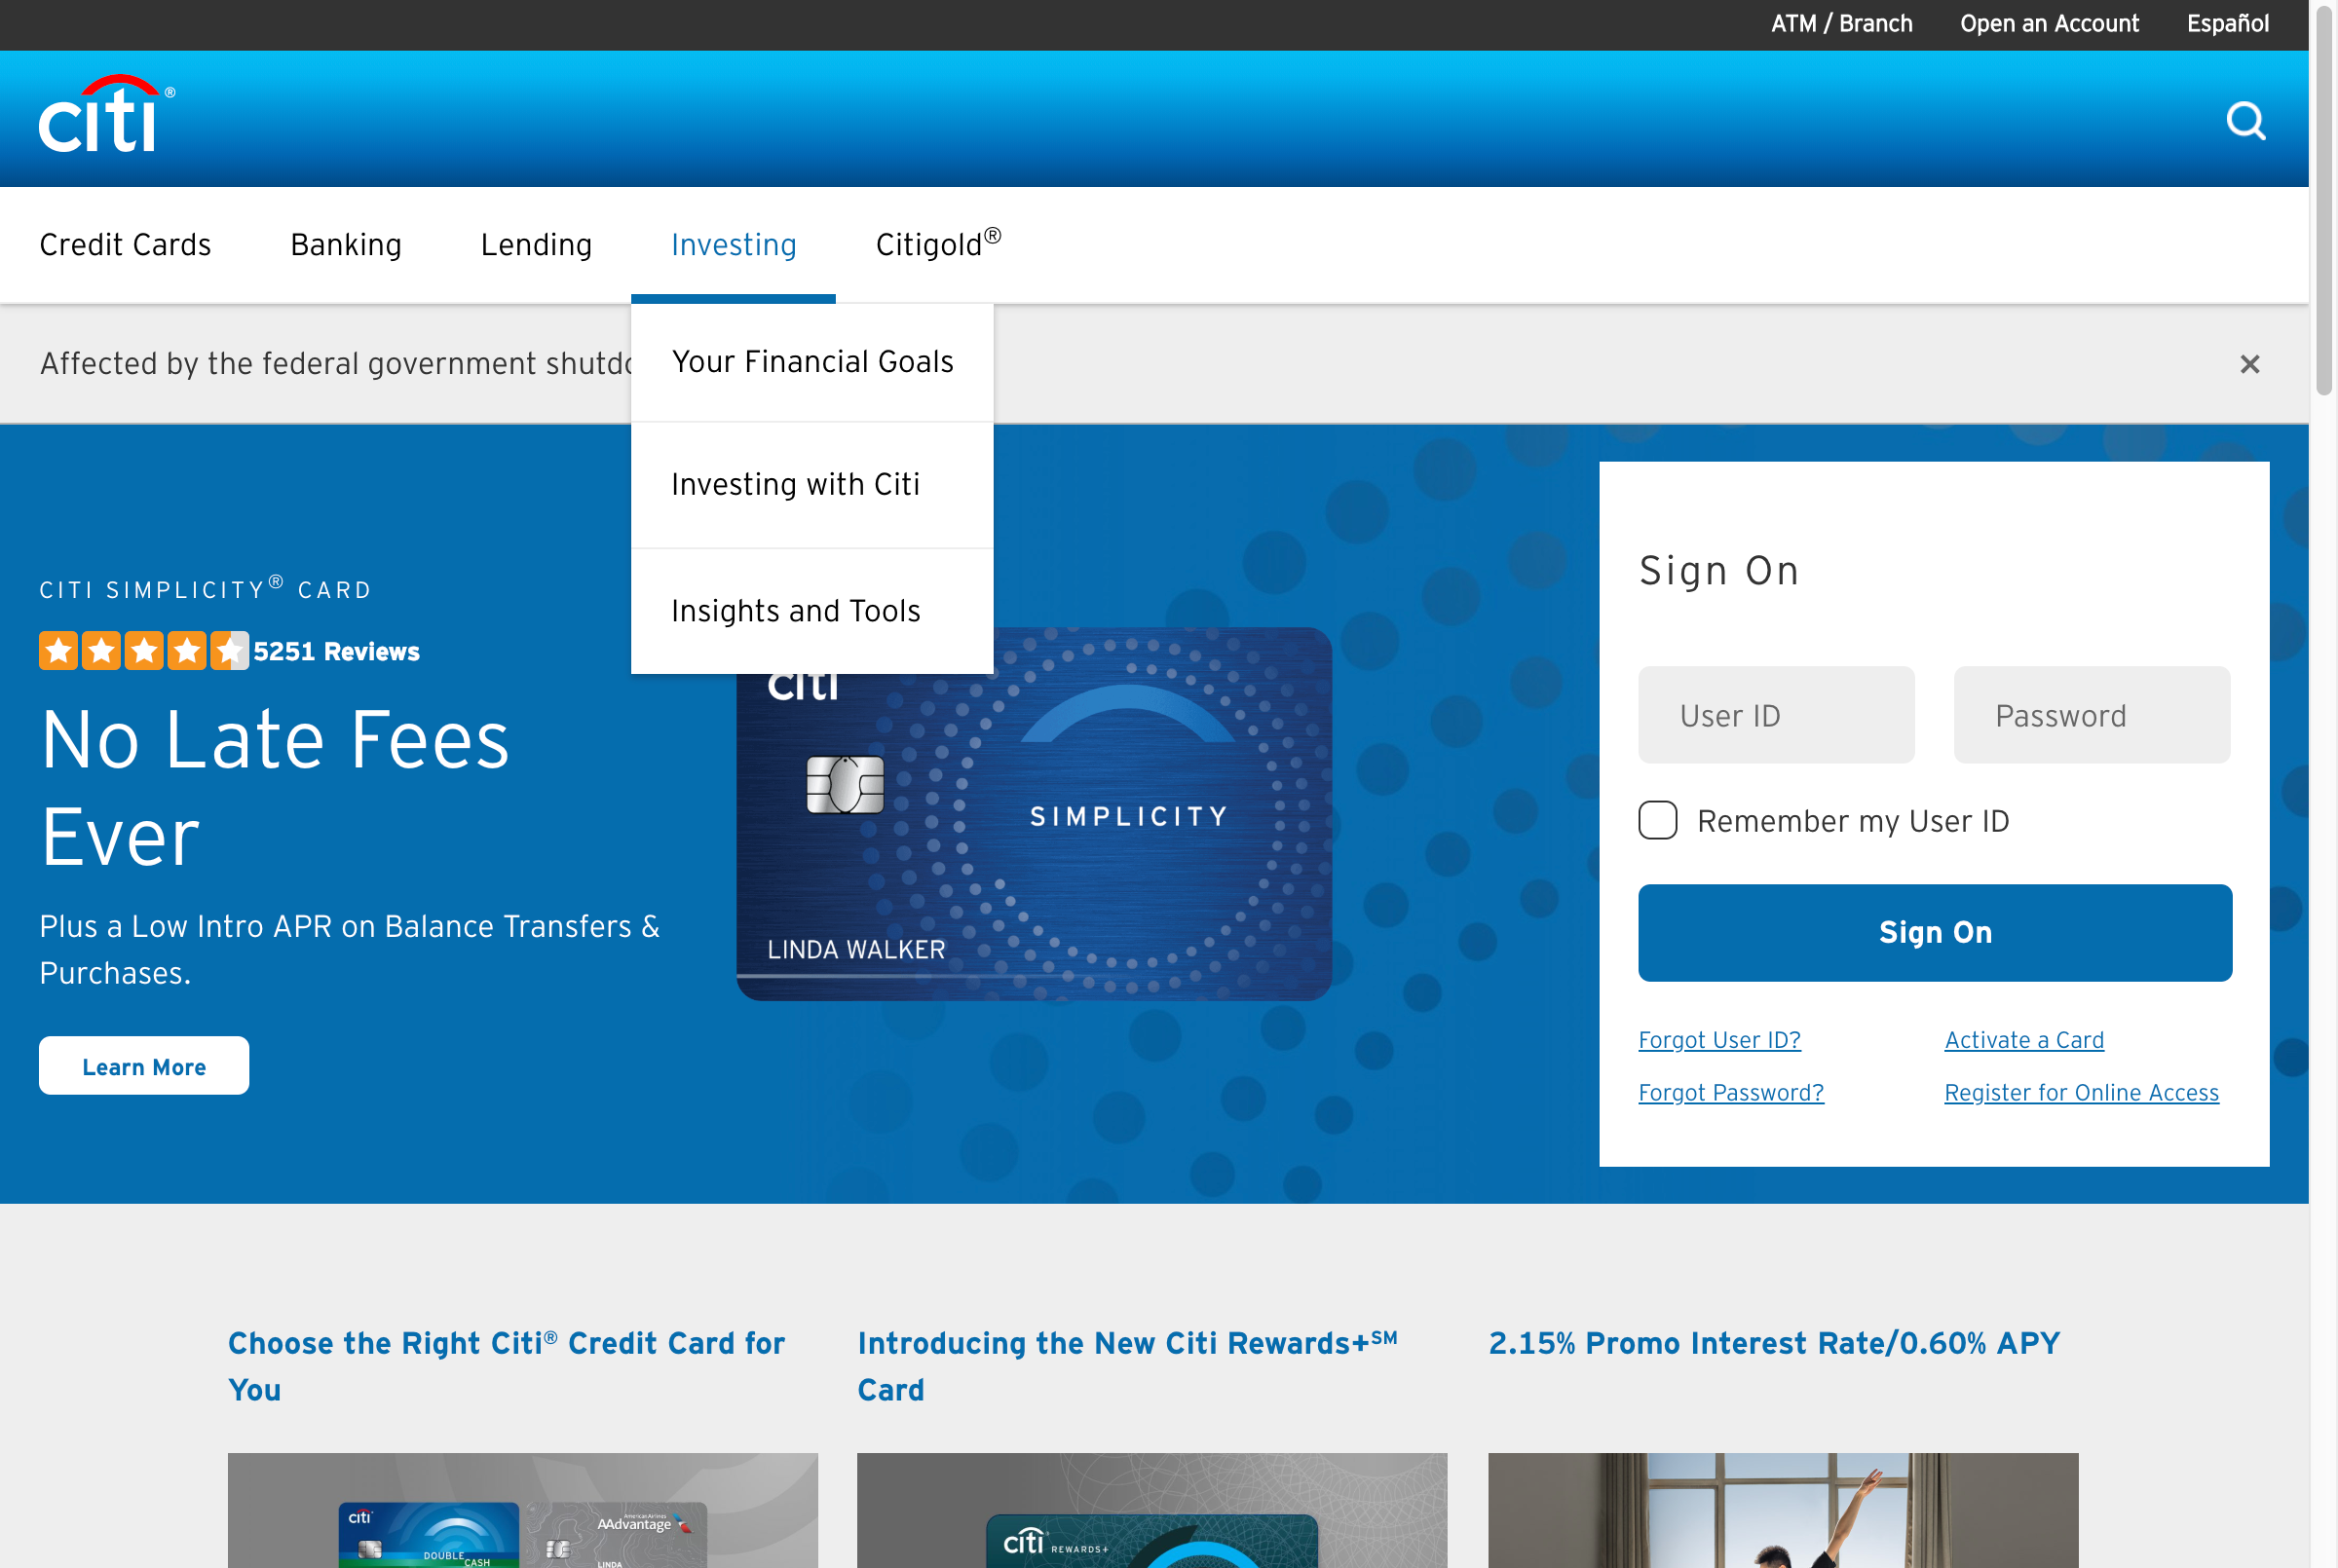 ATM / Branch
Open an Account
Español
citi®
Credit Cards
Banking
Lending
Investing
Citigold®
Affected by the federal government
Your Financial Goals
Investing with Citi
Insights and Tools
CITI SIMPLICITY® CARD
5251 Reviews
No Late Fees
Ever
Plus a Low Intro APR on Balance Transfers &
Purchases.
Learn More
citi
SIMPLICITY
LINDA WALKER
Sign On
User ID
Password
Remember my User ID
Sign On
Forgot User ID?
Activate a Card
Forgot Password?
Register for Online Access
Choose the Right Citi® Credit Card for
You
Introducing the New Citi Rewards+℠
Card
2.15% Promo Interest Rate/0.60% APY
citi
DOUBLE
CASH
American Airlines
AAdvantage
LINDA
citi
REWARDS+